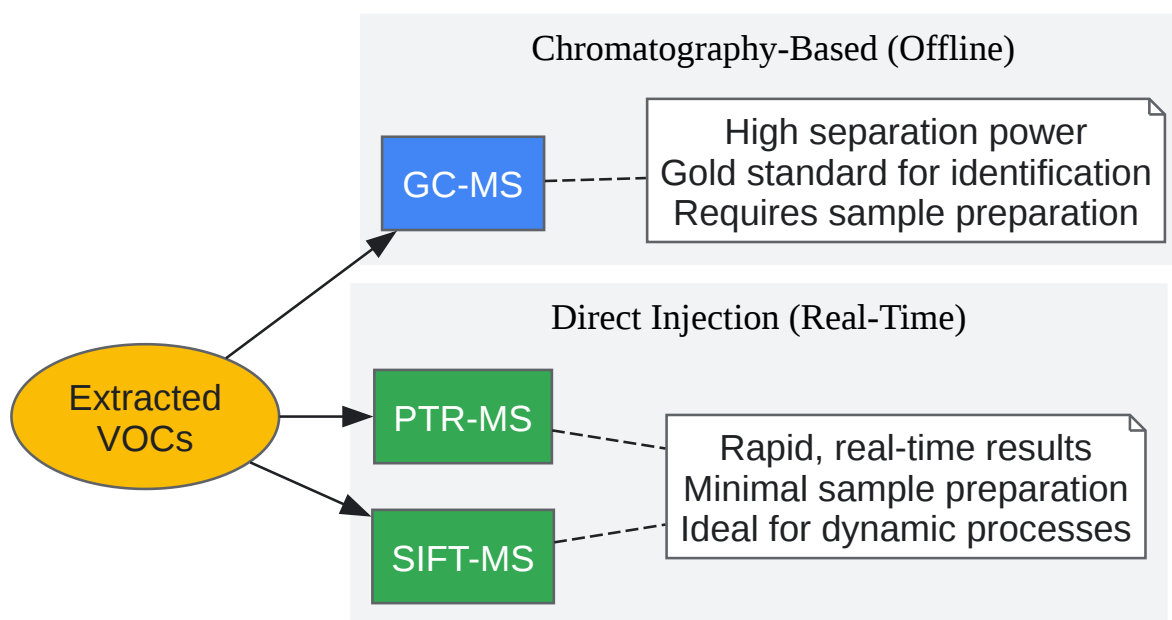 Chromatography-Based (Offline)
High separation power
GC-MS
Gold standard for identification
Requires sample preparation
Direct Injection (Real-Time)
Extracted
VOCs
PTR-MS
Rapid, real-time results
Minimal sample preparation
Ideal for dynamic processes
SIFT-MS